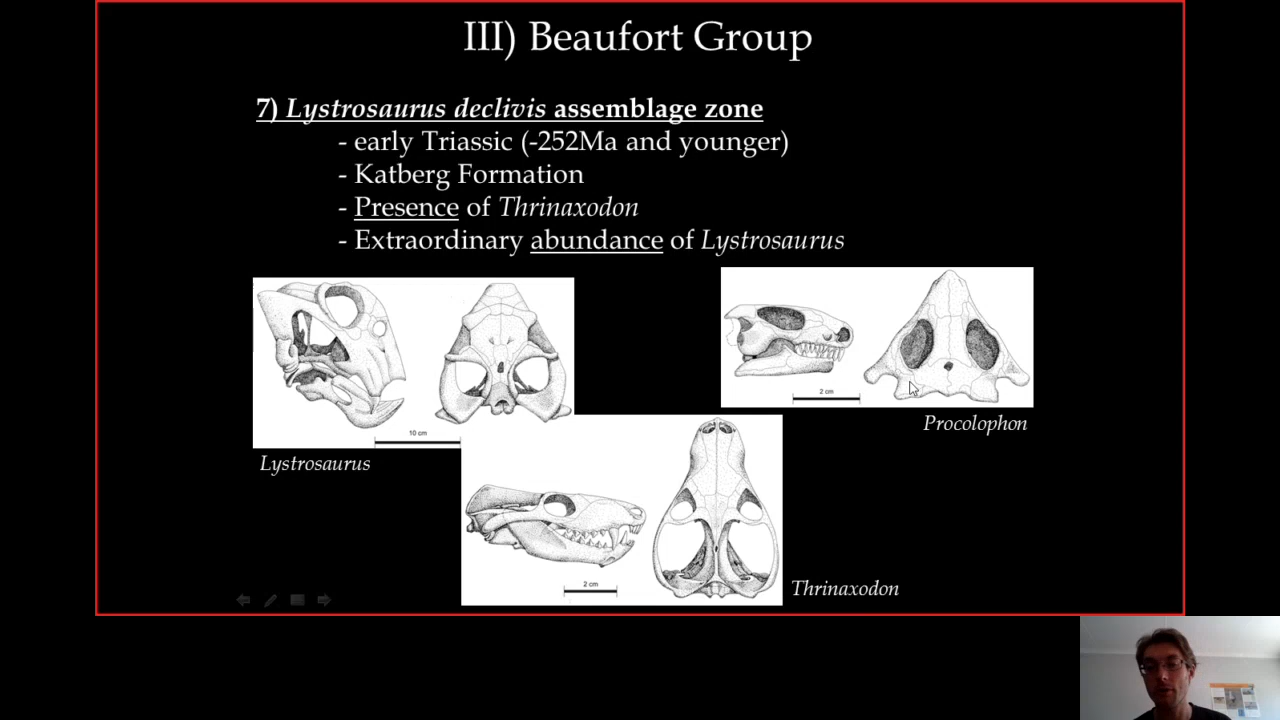 III) Beaufort Group
7) Lystrosaurus declivis assemblage zone
- early Triassic (-252Ma and younger)
- Katberg Formation
- Presence of Thrinaxodon
- Extraordinary abundance of Lystrosaurus
10 cm
Lystrosaurus
2 cm
Procolophon
2 cm
Thrinaxodon